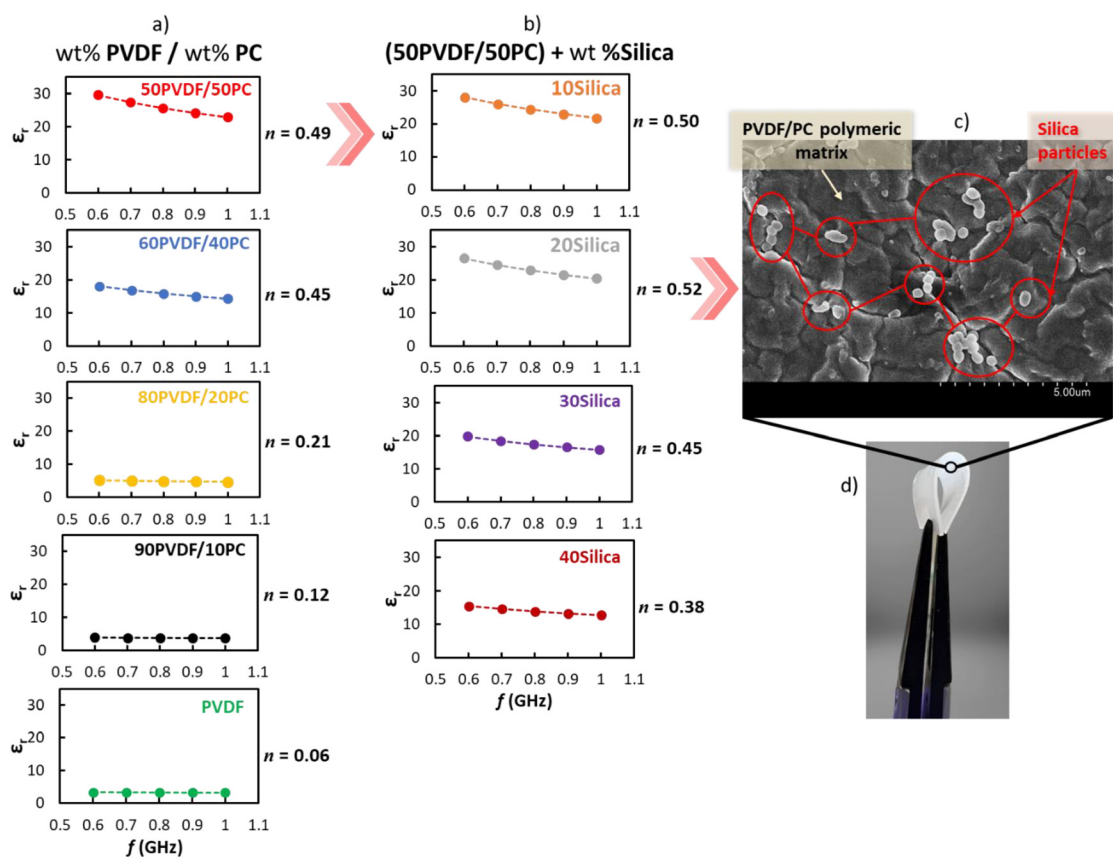 a)
wt% PVDF / wt% PC
50PVDF/50PC
εr
30
20
10
0
0.5 0.6 0.7 0.8 0.9 1 1.1
n = 0.49
60PVDF/40PC
εr
30
20
10
0
0.5 0.6 0.7 0.8 0.9 1 1.1
n = 0.45
80PVDF/20PC
εr
30
20
10
0
0.5 0.6 0.7 0.8 0.9 1 1.1
n = 0.21
90PVDF/10PC
εr
30
20
10
0
0.5 0.6 0.7 0.8 0.9 1 1.1
n = 0.12
PVDF
εr
30
20
10
0
0.5 0.6 0.7 0.8 0.9 1 1.1
f (GHz)
n = 0.06
b)
(50PVDF/50PC) + wt %Silica
10Silica
εr
30
20
10
0
0.5 0.6 0.7 0.8 0.9 1 1.1
n = 0.50
20Silica
εr
30
20
10
0
0.5 0.6 0.7 0.8 0.9 1 1.1
n = 0.52
30Silica
εr
30
20
10
0
0.5 0.6 0.7 0.8 0.9 1 1.1
n = 0.45
40Silica
εr
30
20
10
0
0.5 0.6 0.7 0.8 0.9 1 1.1
f (GHz)
n = 0.38
c)
PVDF/PC polymeric
matrix
Silica
particles
5.00um
d)